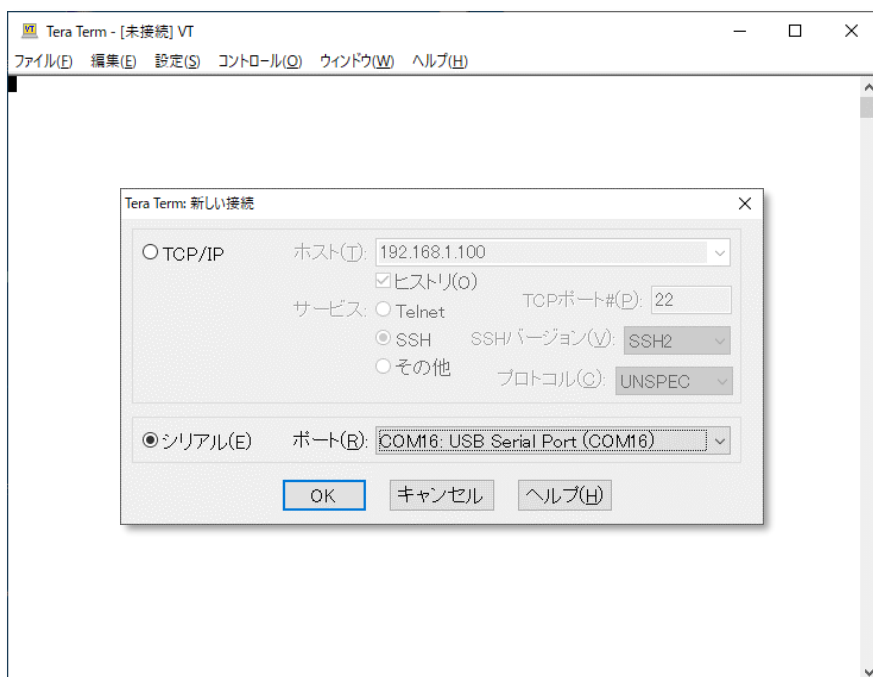 Tera Term - [未接続] VT
ファイル(F) 編集(E) 設定(S) コントロール(O) ウィンドウ(W) ヘルプ(H)
Tera Term: 新しい接続
TCP/IP ホスト(T): 192.168.1.100
ヒストリ(O)
サービス: Telnet TCPポート#(P): 22
SSH SSHバージョン(V): SSH2
その他 プロトコル(C): UNSPEC
シリアル(E) ポート(R): COM16: USB Serial Port (COM16)
OK キャンセル ヘルプ(H)